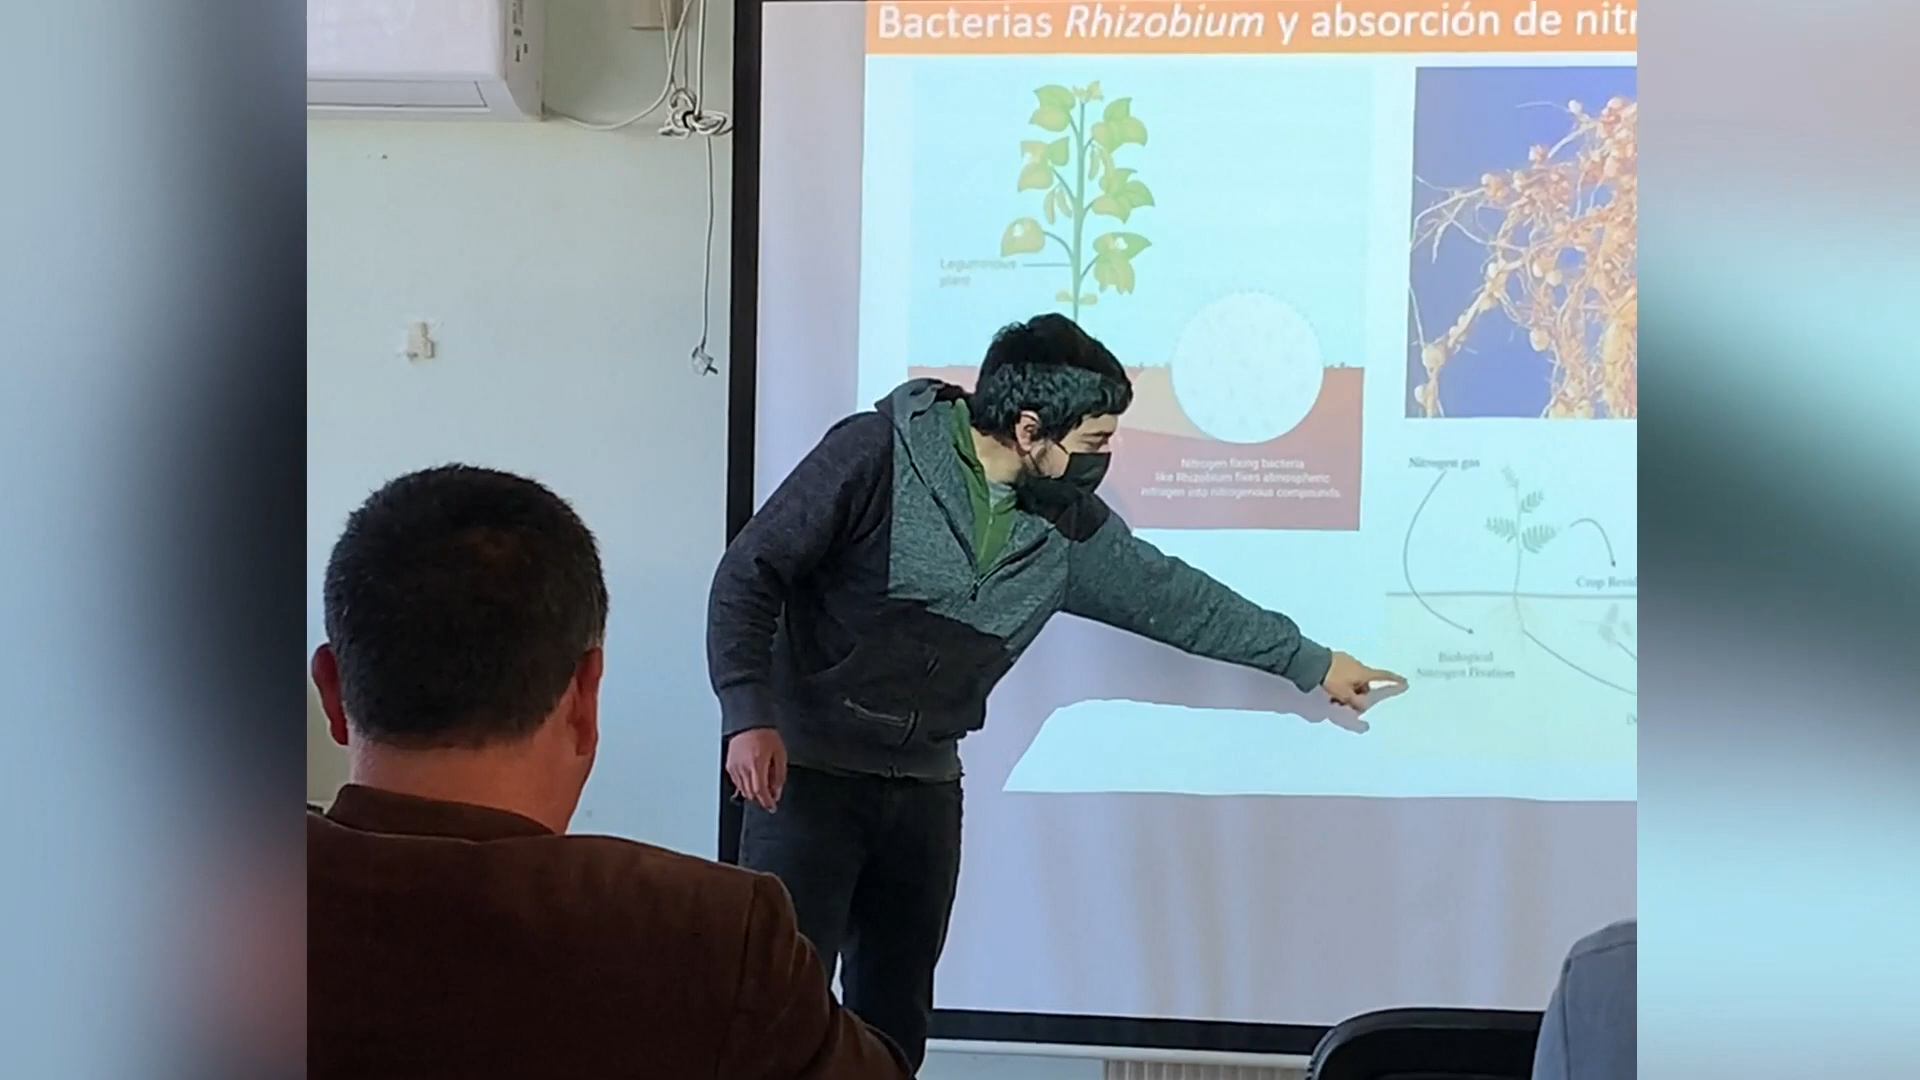 Bacterias Rhizobium y absorción de nitr
Leguminous
plant
Nitrogen fixing bacteria
like Rhizobium fixes atmospheric
nitrogen into nitrogenous compounds
Nitrogen gas
Crop Resid
Biological
Nitrogen fixation